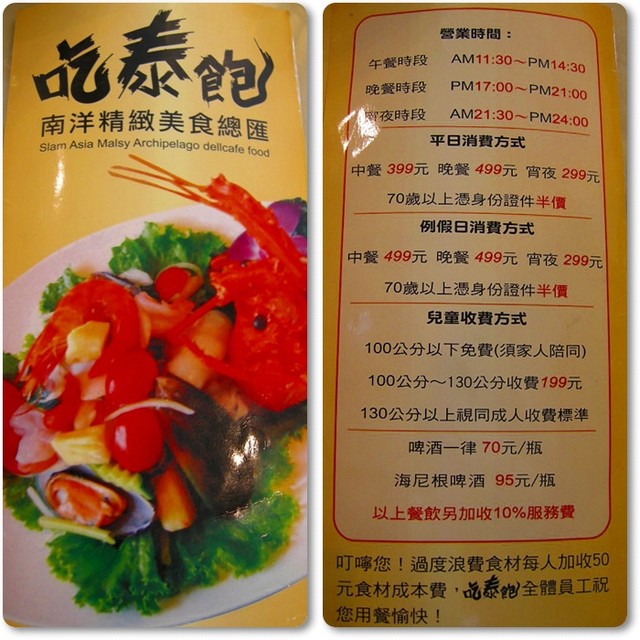 吃泰飽
南洋精緻美食總匯
Slam Asia Malsy Archipelago dellcafe food
營業時間：
午餐時段 AM11:30～PM14:30
晚餐時段 PM17:00～PM21:00
宵夜時段 AM21:30～PM24:00
平日消費方式
中餐 399元 晚餐 499元 宵夜 299元
70歲以上憑身份證件半價
例假日消費方式
中餐 499元 晚餐 499元 宵夜 299元
70歲以上憑身份證件半價
兒童收費方式
100公分以下免費(須家人陪同)
100公分～130公分收費199元
130公分以上視同成人收費標準
啤酒一律 70元/瓶
海尼根啤酒 95元/瓶
以上餐飲另加收10%服務費
叮嚀您！過度浪費食材每人加收50
元食材成本費，吃泰飽全體員工祝
您用餐愉快！